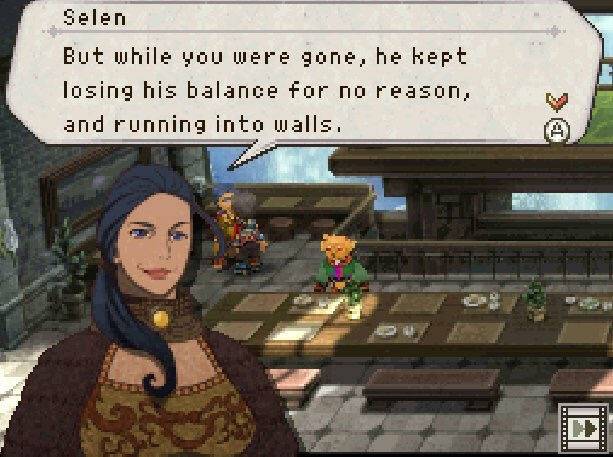 Selen
But while you were gone, he kept
losing his balance for no reason,
and running into walls.
A